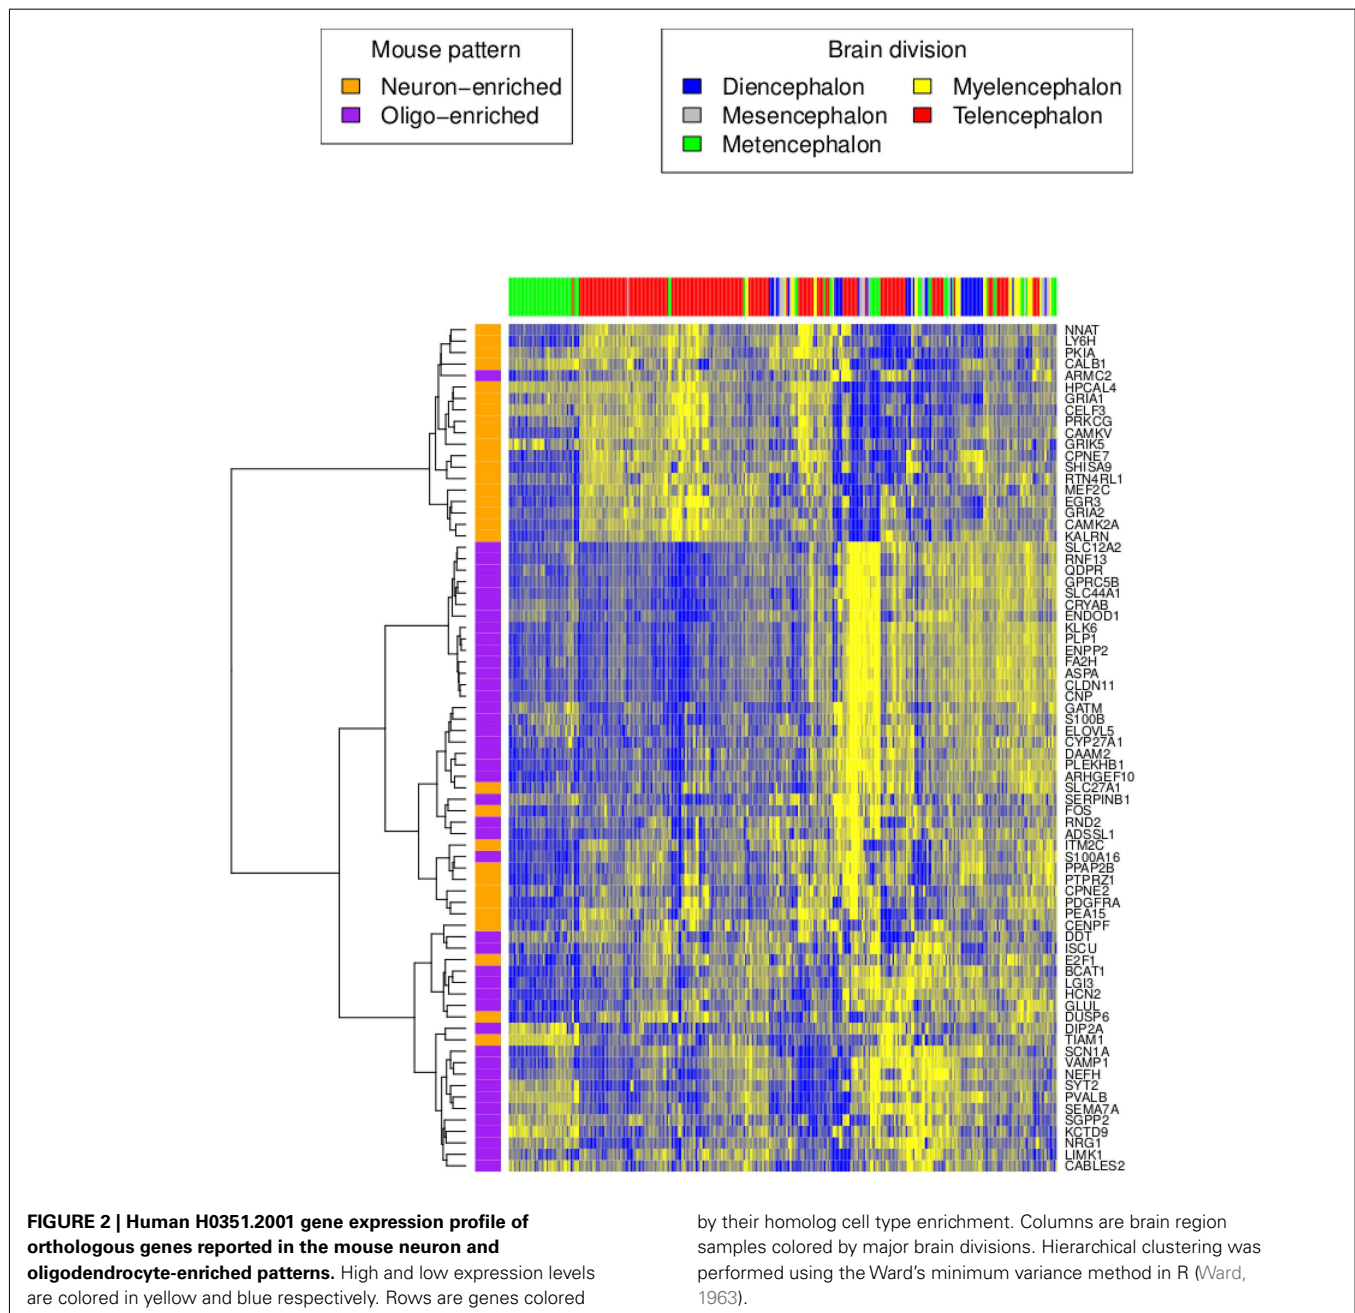 Mouse pattern
Neuron−enriched
Oligo−enriched
Brain division
Diencephalon
Mesencephalon
Metencephalon
Myelencephalon
Telencephalon
NNAT
LY6H
PKIA
CALB1
ARMC2
HPCAL4
GRIA1
CELF3
PRKCG
CAMKV
GRIK5
CPNE7
SHISA9
RTN4RL1
MEF2C
EGR3
GRIA2
CAMK2A
KALRN
SLC12A2
RNF13
QDPR
GPRC5B
SLC44A1
CRYAB
ENDOD1
KLK6
PLP1
ENPP2
FA2H
ASPA
CLDN11
CNP
GATM
S100B
ELOVL5
CYP27A1
DAAM2
PLEKHB1
ARHGEF10
SLC27A1
SERPINB1
FOS
RND2
ADSSL1
ITM2C
S100A16
PPAP2B
PTPRZ1
CPNE2
PDGFRA
PEA15
CENPF
DDT
ISCU
E2F1
BCAT1
LGI3
HCN2
GLUL
DUSP6
DIP2A
TIAM1
SCN1A
VAMP1
NEFH
SYT2
PVALB
SEMA7A
SGPP2
KCTD9
NRG1
LIMK1
CABLES2
FIGURE 2 | Human H0351.2001 gene expression profile of
orthologous genes reported in the mouse neuron and
oligodendrocyte-enriched patterns. High and low expression levels
are colored in yellow and blue respectively. Rows are genes colored
by their homolog cell type enrichment. Columns are brain region
samples colored by major brain divisions. Hierarchical clustering was
performed using the Ward's minimum variance method in R (Ward,
1963).